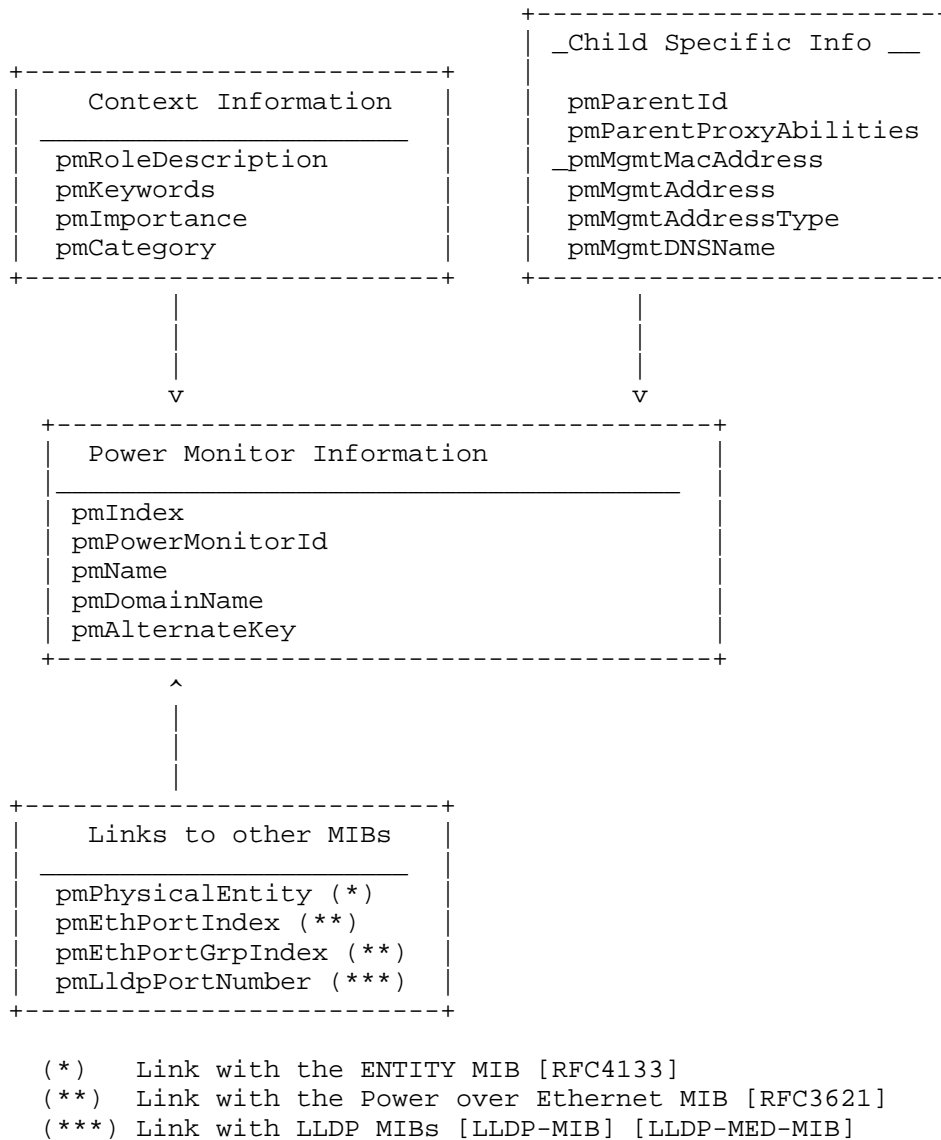 _Child Specific Info __
Context Information
pmParentId
pmParentProxyAbilities
pmRoleDescription
_pmMgmtMacAddress
pmKeywords
pmMgmtAddress
pmImportance
pmMgmtAddressType
pmCategory
pmMgmtDNSName
v
v
Power Monitor Information
pmIndex
pmPowerMonitorId
pmName
pmDomainName
pmAlternateKey
^
Links to other MIBs
pmPhysicalEntity (*)
pmEthPortIndex (**)
pmEthPortGrpIndex (**)
pmLldpPortNumber (***)
(*) Link with the ENTITY MIB [RFC4133]
(**) Link with the Power over Ethernet MIB [RFC3621]
(***) Link with LLDP MIBs [LLDP-MIB] [LLDP-MED-MIB]